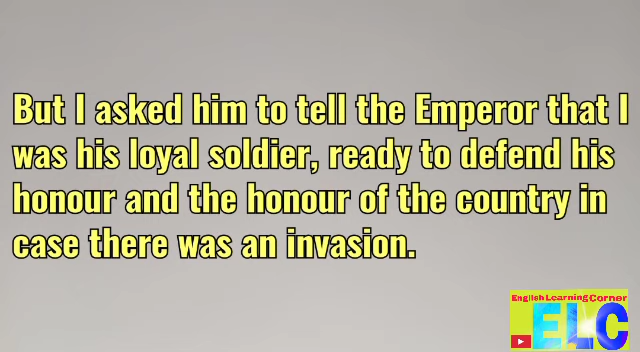 But I asked him to tell the Emperor that I
was his loyal soldier, ready to defend his
honour and the honour of the country in
case there was an invasion.
English Learning Corner
ELC